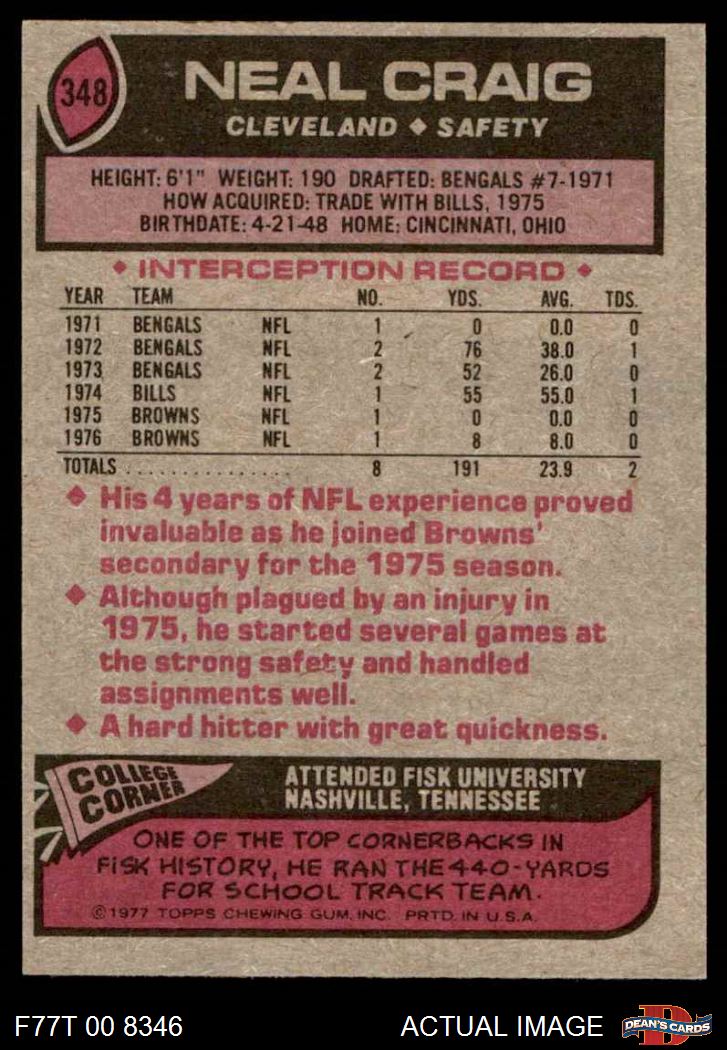 348
NEAL CRAIG
CLEVELAND ♦ SAFETY
HEIGHT: 6'1" WEIGHT: 190 DRAFTED: BENGALS #7-1971
HOW ACQUIRED: TRADE WITH BILLS, 1975
BIRTHDATE: 4-21-48 HOME: CINCINNATI, OHIO
♦ INTERCEPTION RECORD ♦
YEAR TEAM NO. YDS. AVG. TDS.
1971 BENGALS NFL 1 0 0.0 0
1972 BENGALS NFL 2 76 38.0 1
1973 BENGALS NFL 2 52 26.0 0
1974 BILLS NFL 1 55 55.0 1
1975 BROWNS NFL 1 0 0.0 0
1976 BROWNS NFL 1 8 8.0 0
TOTALS ................ 8 191 23.9 2
♦ His 4 years of NFL experience proved
invaluable as he joined Browns'
secondary for the 1975 season.
♦ Although plagued by an injury in
1975, he started several games at
the strong safety and handled
assignments well.
♦ A hard hitter with great quickness.
COLLEGE
CORNER
ATTENDED FISK UNIVERSITY
NASHVILLE, TENNESSEE
ONE OF THE TOP CORNERBACKS IN
FISK HISTORY, HE RAN THE 440-YARDS
FOR SCHOOL TRACK TEAM.
©1977 TOPPS CHEWING GUM, INC. PRTD. IN U.S.A.
F77T 00 8346
ACTUAL IMAGE
D
DEAN'S CARDS